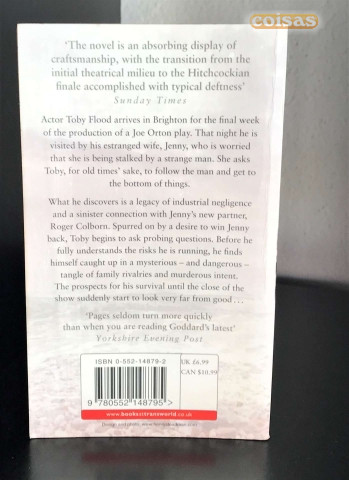 coisas
‘The novel is an absorbing display of
craftsmanship, with the transition from the
initial theatrical milieu to the Hitchcockian
finale accomplished with typical deftness’
Sunday Times
Actor Toby Flood arrives in Brighton for the final week
of the production of a Joe Orton play. That night he is
visited by his estranged wife, Jenny, who is worried
that she is being stalked by a strange man. She asks
Toby, for old times’ sake, to follow the man and get to
the bottom of things.
What he discovers is a legacy of industrial negligence
and a sinister connection with Jenny’s new partner,
Roger Colborn. Spurred on by a desire to win Jenny
back, Toby begins to ask probing questions. Before he
fully understands the risks he is running, he finds
himself caught up in a mysterious – and dangerous –
tangle of family rivalries and murderous intent.
The prospects for his survival until the close of the
show suddenly start to look very far from good . . .
‘Pages seldom turn more quickly
than when you are reading Goddard’s latest’
Yorkshire Evening Post
ISBN 0-552-14879-2
UK £6.99
CAN $10.99
9 780552 148795 >
www.booksattransworld.co.uk